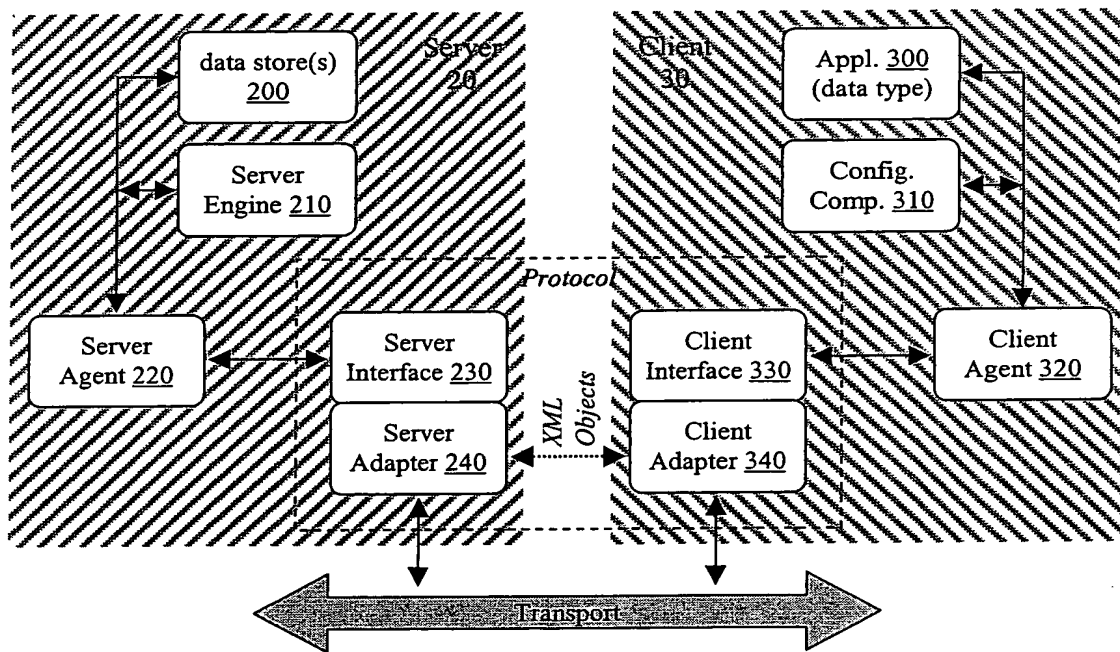 data store(s)
200
Server
20
Client
30
Appl. 300
(data type)
Server
Engine 210
Config.
Comp. 310
Protocol
Server
Agent 220
Server
Interface 230
Client
Interface 330
Client
Agent 320
XML
Objects
Server
Adapter 240
Client
Adapter 340
Transport